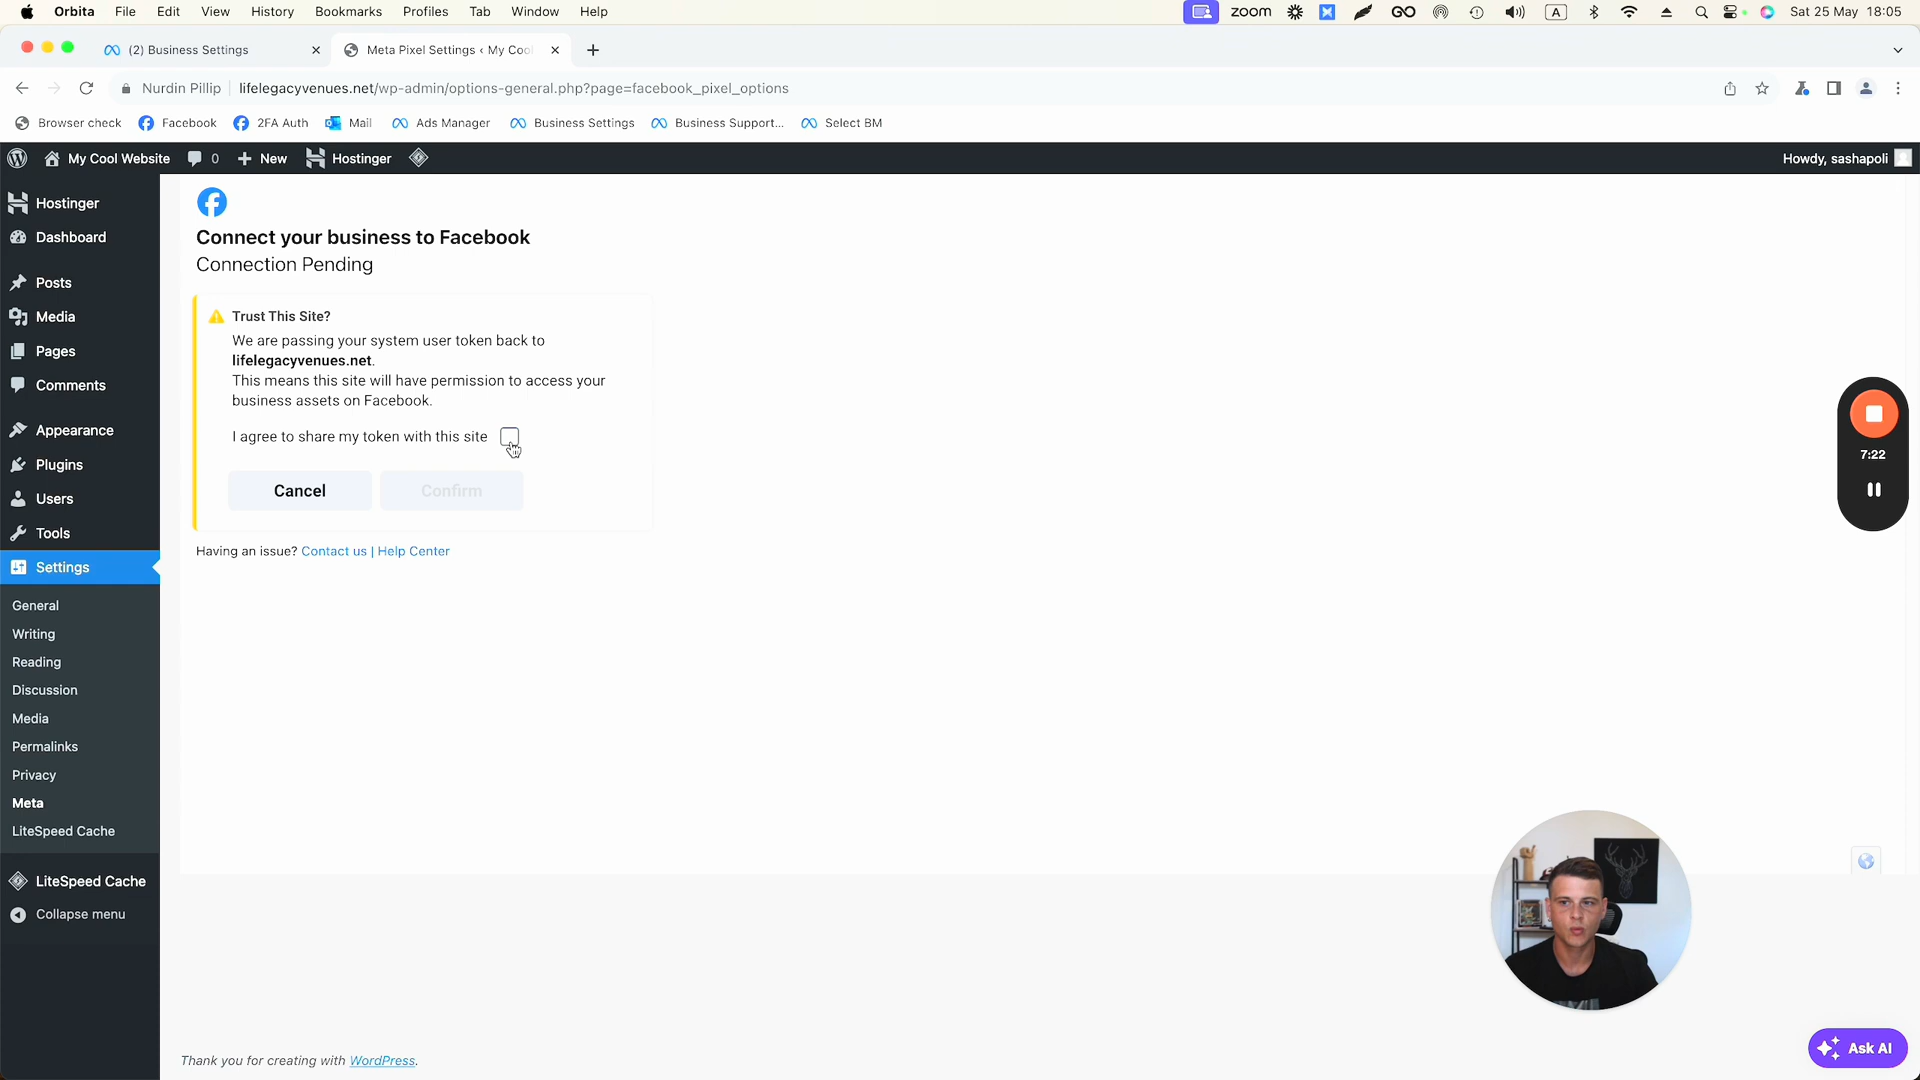 Orbita File Edit View History Bookmarks Profiles Tab Window Help zoom A Sat 25 May 18:05
(2) Business Settings Meta Pixel Settings ‹ My Coo
Nurdin Pillip lifelegacyvenues.net/wp-admin/options-general.php?page=facebook_pixel_options
Browser check Facebook 2FA Auth Mail Ads Manager Business Settings Business Support... Select BM
My Cool Website 0 New Hostinger Howdy, sashapoli
Hostinger
Dashboard
Posts
Media
Pages
Comments
Appearance
Plugins
Users
Tools
Settings
General
Writing
Reading
Discussion
Media
Permalinks
Privacy
Meta
LiteSpeed Cache
LiteSpeed Cache
Collapse menu
Connect your business to Facebook
Connection Pending
Trust This Site?
We are passing your system user token back to
lifelegacyvenues.net.
This means this site will have permission to access your
business assets on Facebook.
I agree to share my token with this site
Cancel Confirm
Having an issue? Contact us | Help Center
7:22
Ask AI
Thank you for creating with WordPress.